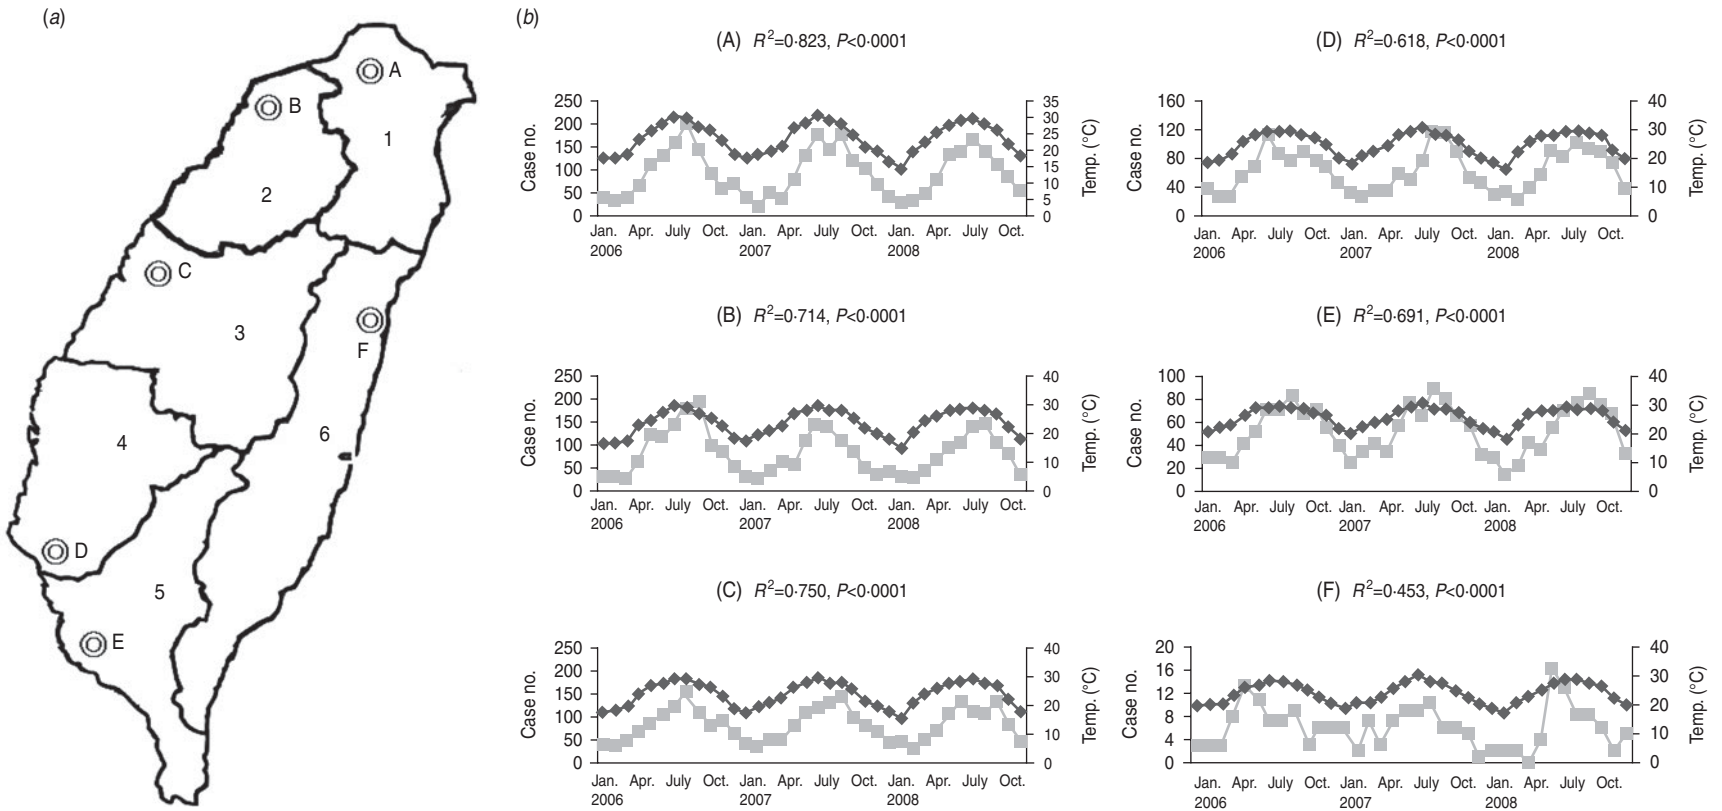 (a)
A
B
1
2
C
3
F
4
6
D
5
E
(b)
(A) R2=0·823, P<0·0001
Case no.
250
200
150
100
50
0
35
30
25
20
15
10
5
0
Temp. (°C)
Jan. Apr. July Oct. Jan. Apr. July Oct. Jan. Apr. July Oct.
2006 2007 2008
(B) R2=0·714, P<0·0001
Case no.
250
200
150
100
50
0
40
30
20
10
0
Temp. (°C)
Jan. Apr. July Oct. Jan. Apr. July Oct. Jan. Apr. July Oct.
2006 2007 2008
(C) R2=0·750, P<0·0001
Case no.
250
200
150
100
50
0
40
30
20
10
0
Temp. (°C)
Jan. Apr. July Oct. Jan. Apr. July Oct. Jan. Apr. July Oct.
2006 2007 2008
(D) R2=0·618, P<0·0001
Case no.
160
120
80
40
0
40
30
20
10
0
Temp. (°C)
Jan. Apr. July Oct. Jan. Apr. July Oct. Jan. Apr. July Oct.
2006 2007 2008
(E) R2=0·691, P<0·0001
Case no.
100
80
60
40
20
0
40
30
20
10
0
Temp. (°C)
Jan. Apr. July Oct. Jan. Apr. July Oct. Jan. Apr. July Oct.
2006 2007 2008
(F) R2=0·453, P<0·0001
Case no.
20
16
12
8
4
0
40
30
20
10
0
Temp. (°C)
Jan. Apr. July Oct. Jan. Apr. July Oct. Jan. Apr. July Oct.
2006 2007 2008